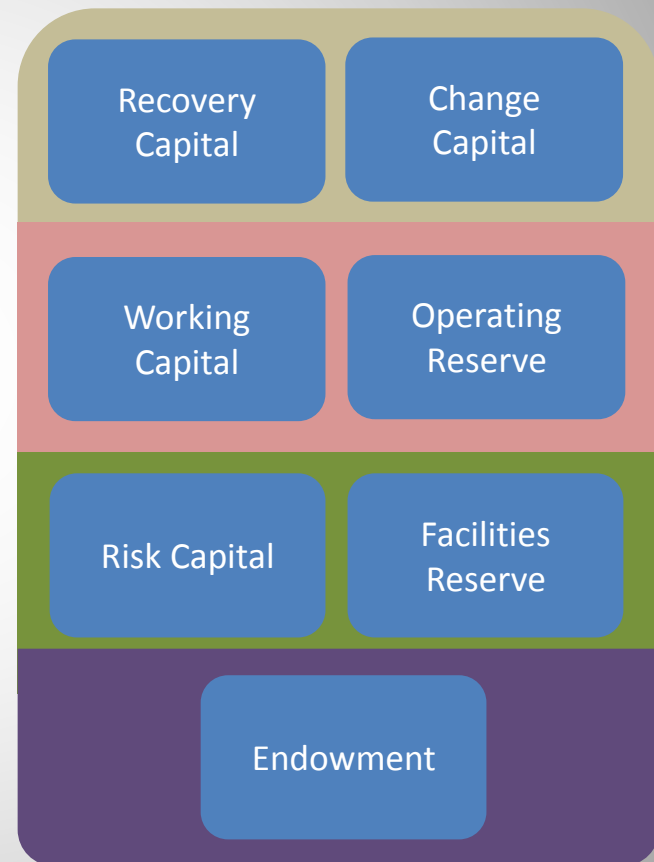 Recovery
Capital
Change
Capital
Working
Capital
Operating
Reserve
Risk Capital
Facilities
Reserve
Endowment